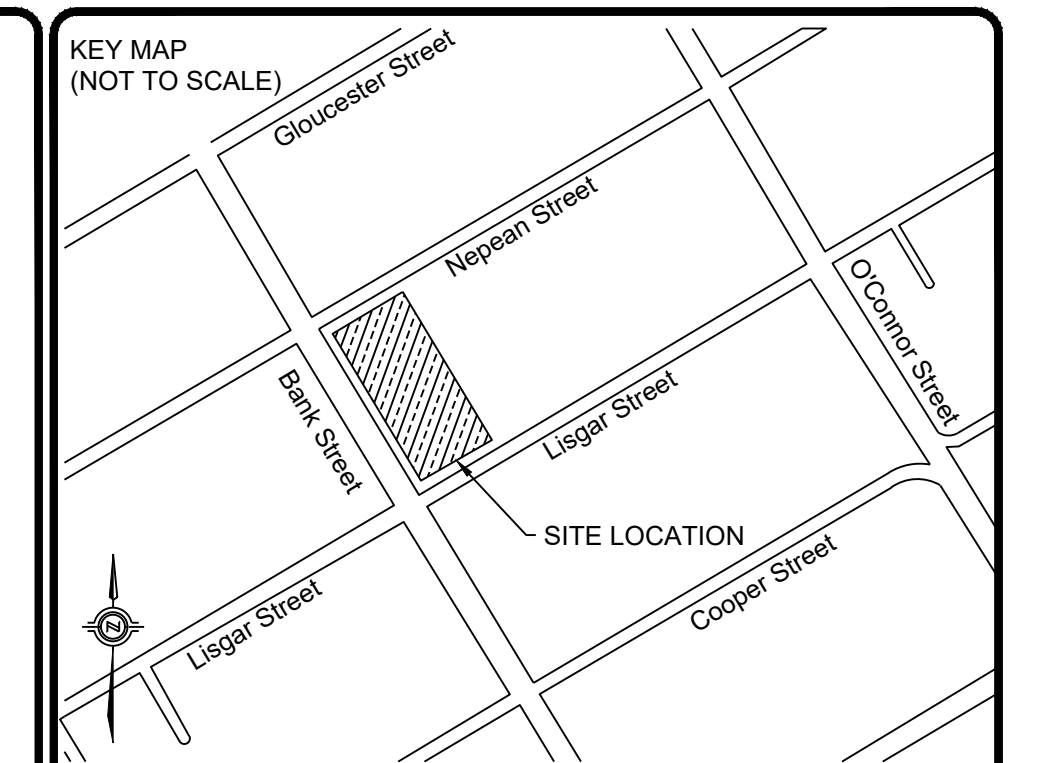 KEY MAP
(NOT TO SCALE)
Gloucester Street
Nepean Street
O'Connor Street
Bank Street
Lisgar Street
SITE LOCATION
Cooper Street
Lisgar Street
Z